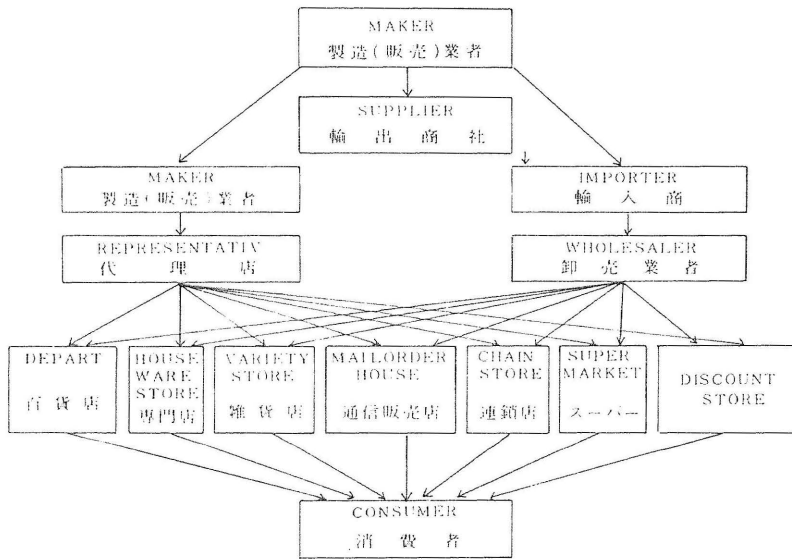 MAKER
製造(販売)業者
SUPPLIER
輸出商社
MAKER
製造(販売)業者
IMPORTER
輸入商
REPRESENTATIV
代理店
WHOLESALER
卸売業者
DEPART
百貨店
HOUSE
WARE
STORE
専門店
VARIETY
STORE
雑貨店
MAILORDER
HOUSE
通信販売店
CHAIN
STORE
連鎖店
SUPER
MARKET
スーパー
DISCOUNT
STORE
CONSUMER
消費者